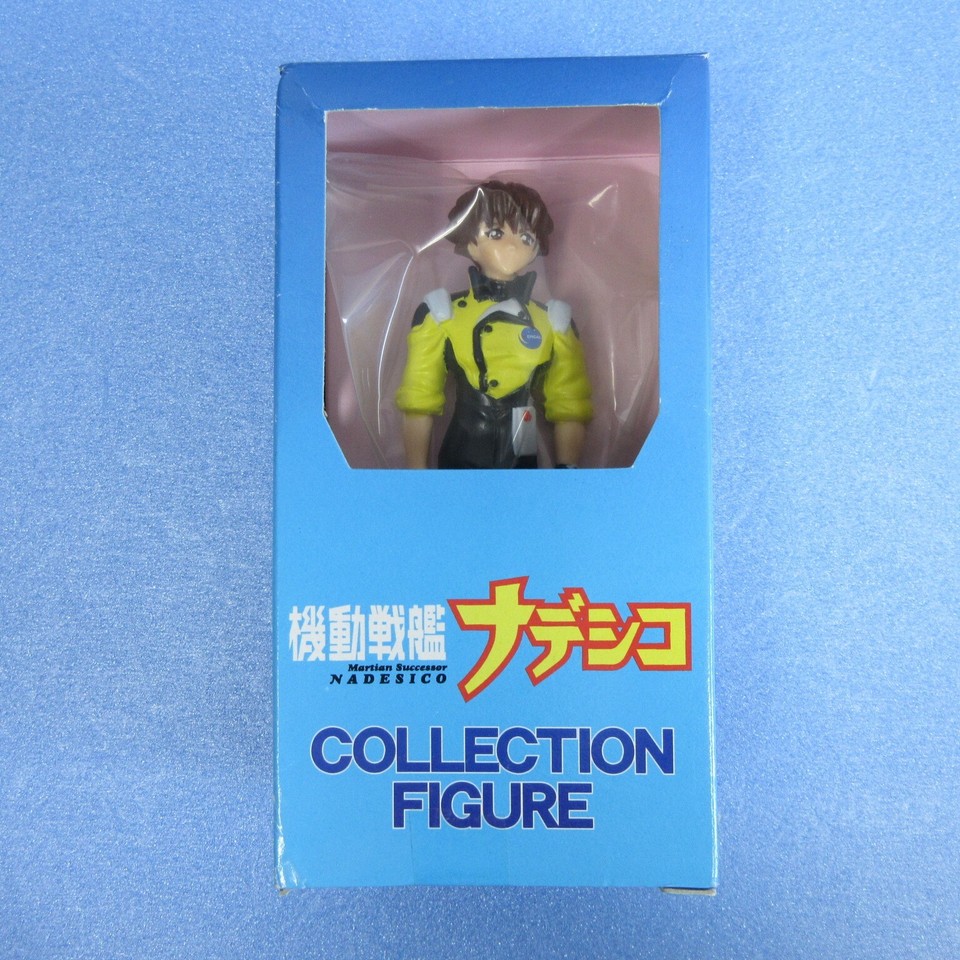 機動戦艦 ナデシコ
Martian Successor
NADESICO
COLLECTION
FIGURE